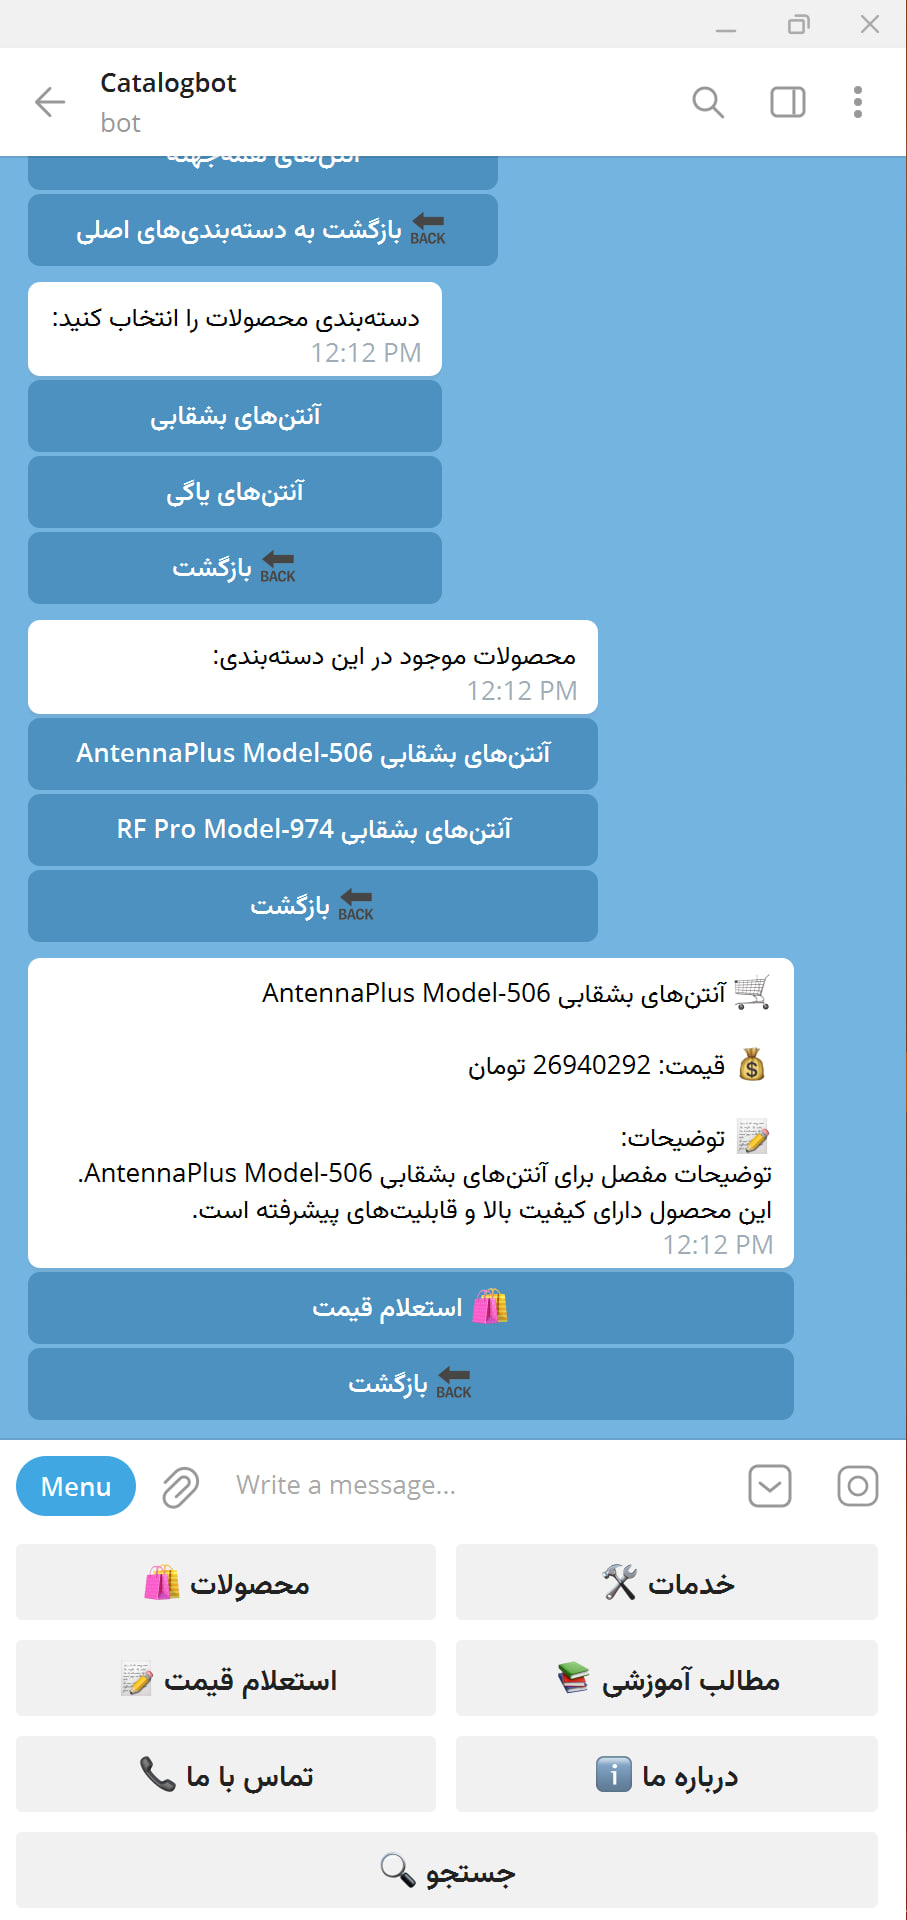 Catalogbot
bot
بازگشت به دسته‌بندی‌های اصلی
دسته‌بندی محصولات را انتخاب کنید:
12:12 PM
آنتن‌های بشقابی
آنتن‌های یاگی
بازگشت
محصولات موجود در این دسته‌بندی:
12:12 PM
آنتن‌های بشقابی AntennaPlus Model-506
آنتن‌های بشقابی RF Pro Model-974
بازگشت
آنتن‌های بشقابی AntennaPlus Model-506
قیمت: 26940292 تومان
توضیحات:
توضیحات مفصل برای آنتن‌های بشقابی AntennaPlus Model-506.
این محصول دارای کیفیت بالا و قابلیت‌های پیشرفته است.
12:12 PM
استعلام قیمت
بازگشت
Menu
Write a message...
محصولات
خدمات
استعلام قیمت
مطالب آموزشی
تماس با ما
درباره ما
جستجو